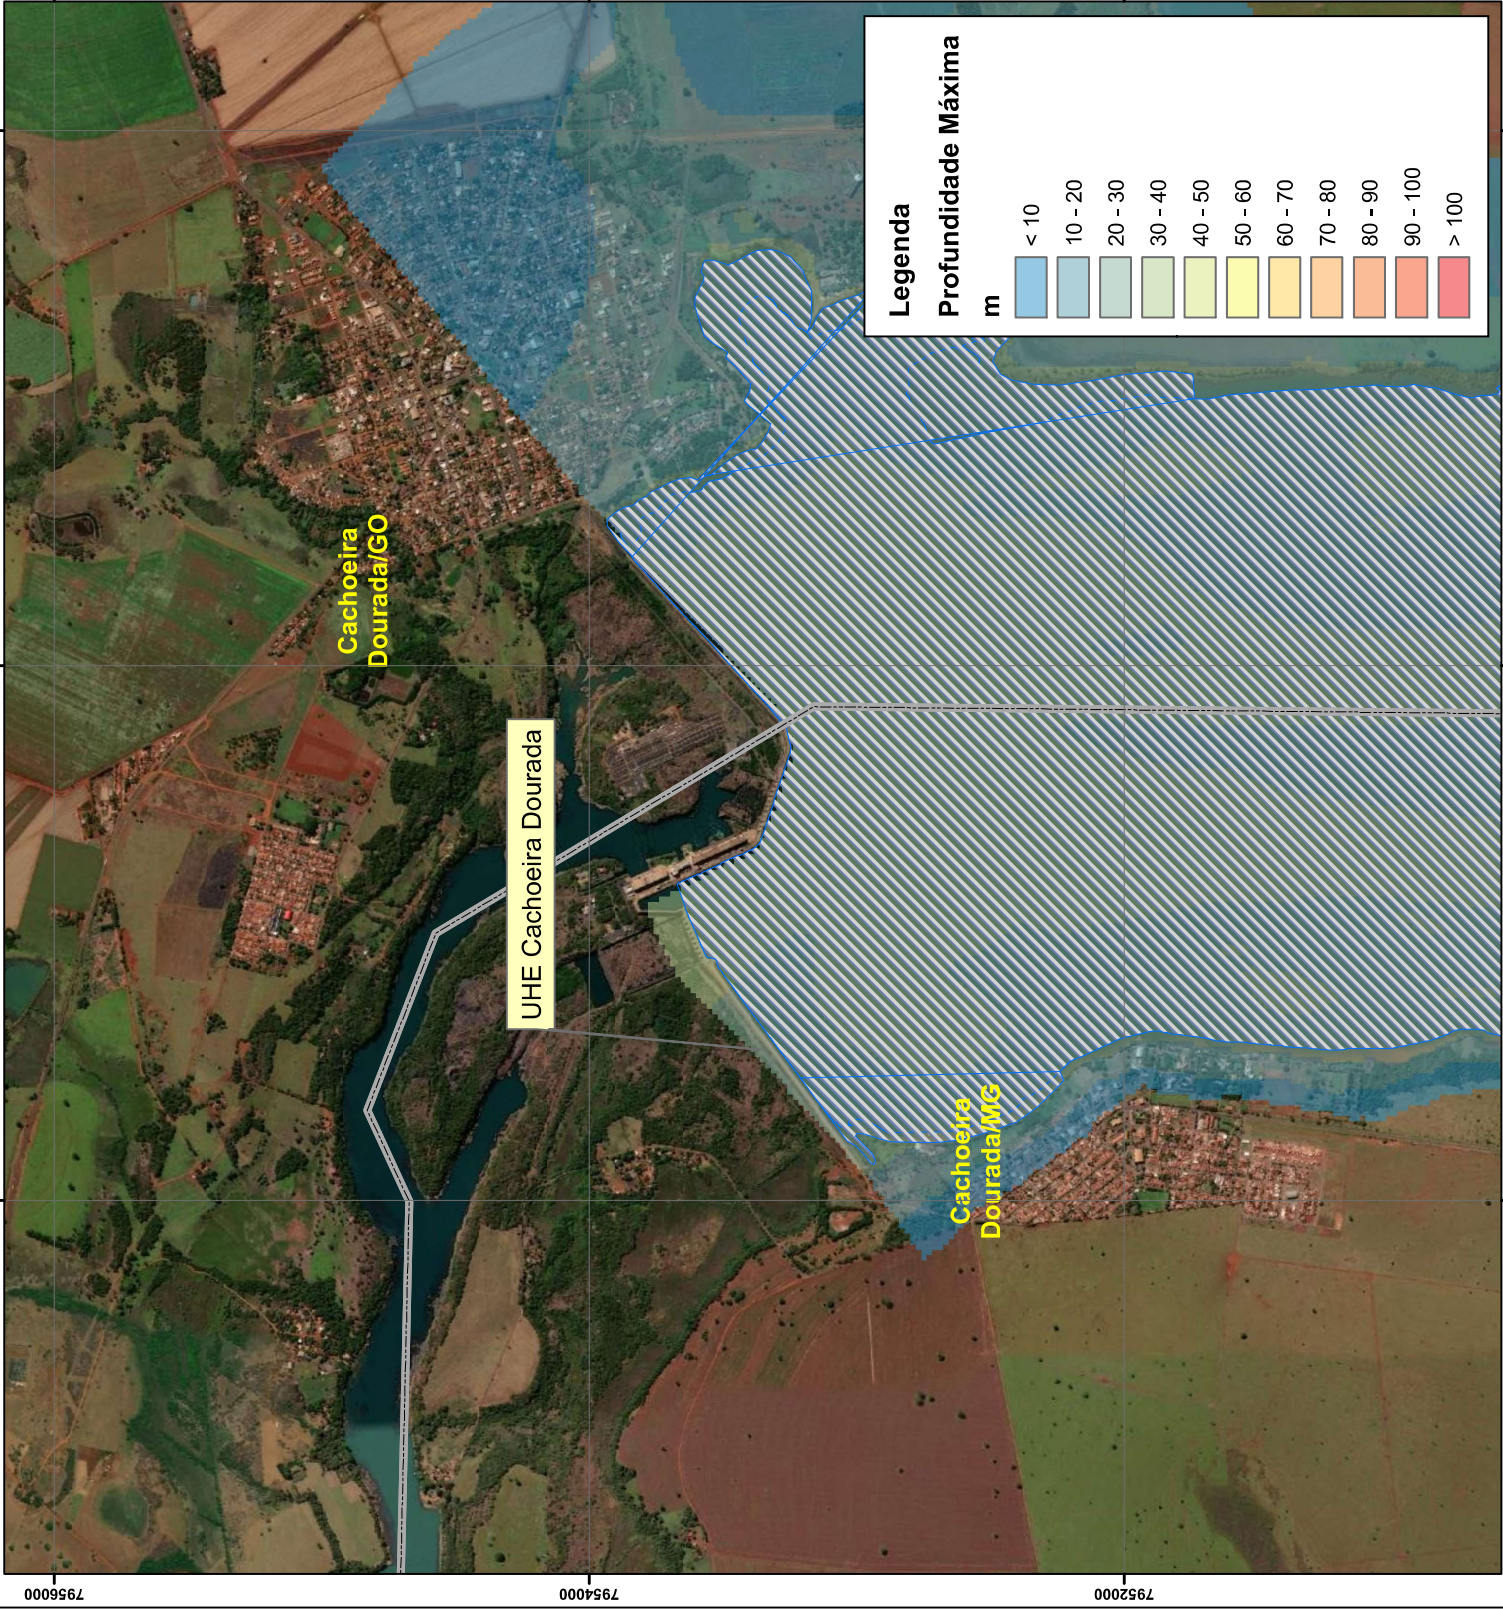 Cachoeira
Dourada/GO
UHE Cachoeira Dourada
Cachoeira
Dourada/MG
Legenda
Profundidade Máxima
m
< 10
10 - 20
20 - 30
30 - 40
40 - 50
50 - 60
60 - 70
70 - 80
80 - 90
90 - 100
> 100
7956000
7954000
7952000